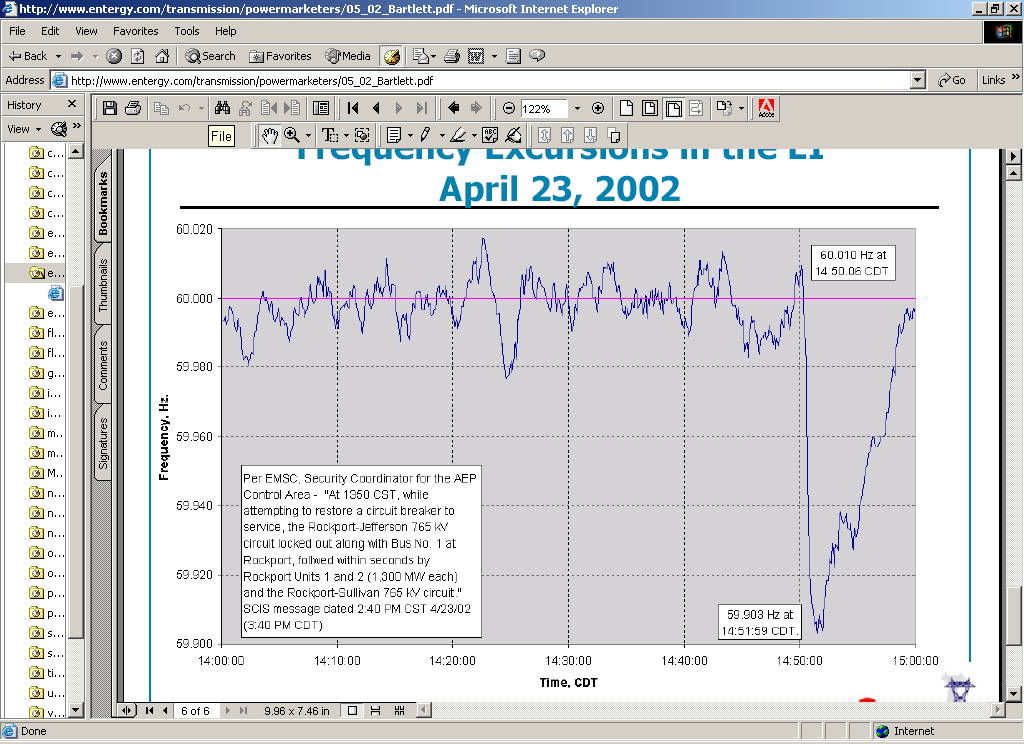 http://www.entergy.com/transmission/powermarketers/05_02_Bartlett.pdf - Microsoft Internet Explorer
File Edit View Favorites Tools Help
Back Search Favorites Media
Address http://www.entergy.com/transmission/powermarketers/05_02_Bartlett.pdf Go Links »
History
122%
Adobe
View »
File
c...
c...
c...
c...
e...
e...
e...
e...
fl...
fl...
g...
i...
i...
m...
m...
M...
n...
n...
n...
o...
o...
p...
p...
s...
s...
ti...
u...
v...
Bookmarks
Thumbnails
Comments
Signatures
Frequency Excursions in the EI
April 23, 2002
60.020
60.000
59.980
59.960
59.940
59.920
59.900
Frequency, Hz.
60.010 Hz at
14:50.06 CDT.
Per EMSC, Security Coordinator for the AEP
Control Area - "At 1350 CST, while
attempting to restore a circuit breaker to
service, the Rockport-Jefferson 765 kV
circuit locked out along with Bus No. 1 at
Rockport, follwed within seconds by
Rockport Units 1 and 2 (1,300 MW each)
and the Rockport-Sullivan 765 kV circuit."
SCIS message dated 2:40 PM CST 4/23/02
(3:40 PM CDT)
59.903 Hz at
14:51:59 CDT.
14:00:00 14:10:00 14:20:00 14:30:00 14:40:00 14:50:00 15:00:00
Time, CDT
6 of 6 9.96 x 7.46 in
Done Internet